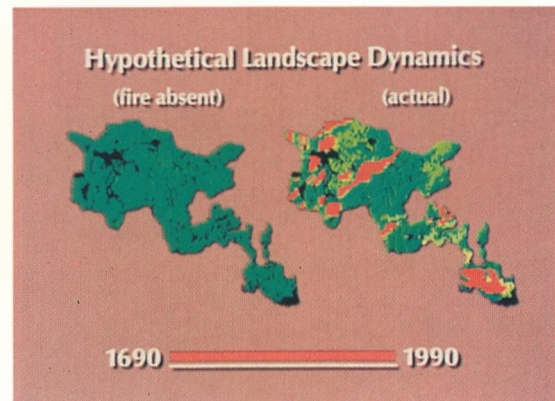 Hypothetical Landscape Dynamics
(fire absent) (actual)
1690 1990